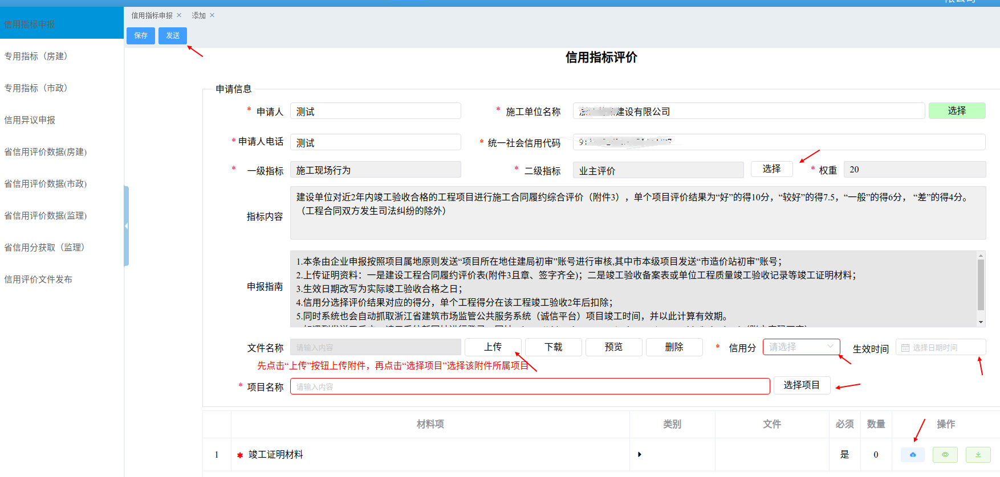 信用指标申报
专用指标（房建）
专用指标（市政）
信用异议申报
省信用评价数据(房建)
省信用评价数据(市政)
省信用评价数据(监理)
省信用分获取（监理）
信用评价文件发布
信用指标申报 × 添加 ×
保存 发送
信用指标评价
申请信息
* 申请人 测试 * 施工单位名称 建设有限公司 选择
* 申请人电话 测试 * 统一社会信用代码
* 一级指标 施工现场行为 * 二级指标 业主评价 选择 * 权重 20
指标内容 建设单位对近2年内竣工验收合格的工程项目进行施工合同履约综合评价（附件3），单个项目评价结果为“好”的得10分，“较好”的得7.5，“一般”的得6分， “差”的得4分。
（工程合同双方发生司法纠纷的除外）
申报指南 1.本条由企业申报按照项目属地原则发送“项目所在地住建局初审”账号进行审核,其中市本级项目发送“市造价站初审”账号；
2.上传证明资料：一是建设工程合同履约评价表(附件3且章、签字齐全)；二是竣工验收备案表或单位工程质量竣工验收记录等竣工证明材料；
3.生效日期改写为实际竣工验收合格之日；
4.信用分选择评价结果对应的得分，单个工程得分在该工程竣工验收2年后扣除；
5.同时系统也会自动抓取浙江省建筑市场监管公共服务系统（诚信平台）项目竣工时间，并以此计算有效期。
文件名称 请输入内容 上传 下载 预览 删除 * 信用分 请选择 生效时间 选择日期时间
先点击“上传”按钮上传附件，再点击“选择项目”选择该附件所属项目
* 项目名称 请输入内容 选择项目
材料项 类别 文件 必须 数量 操作
1 * 竣工证明材料 是 0